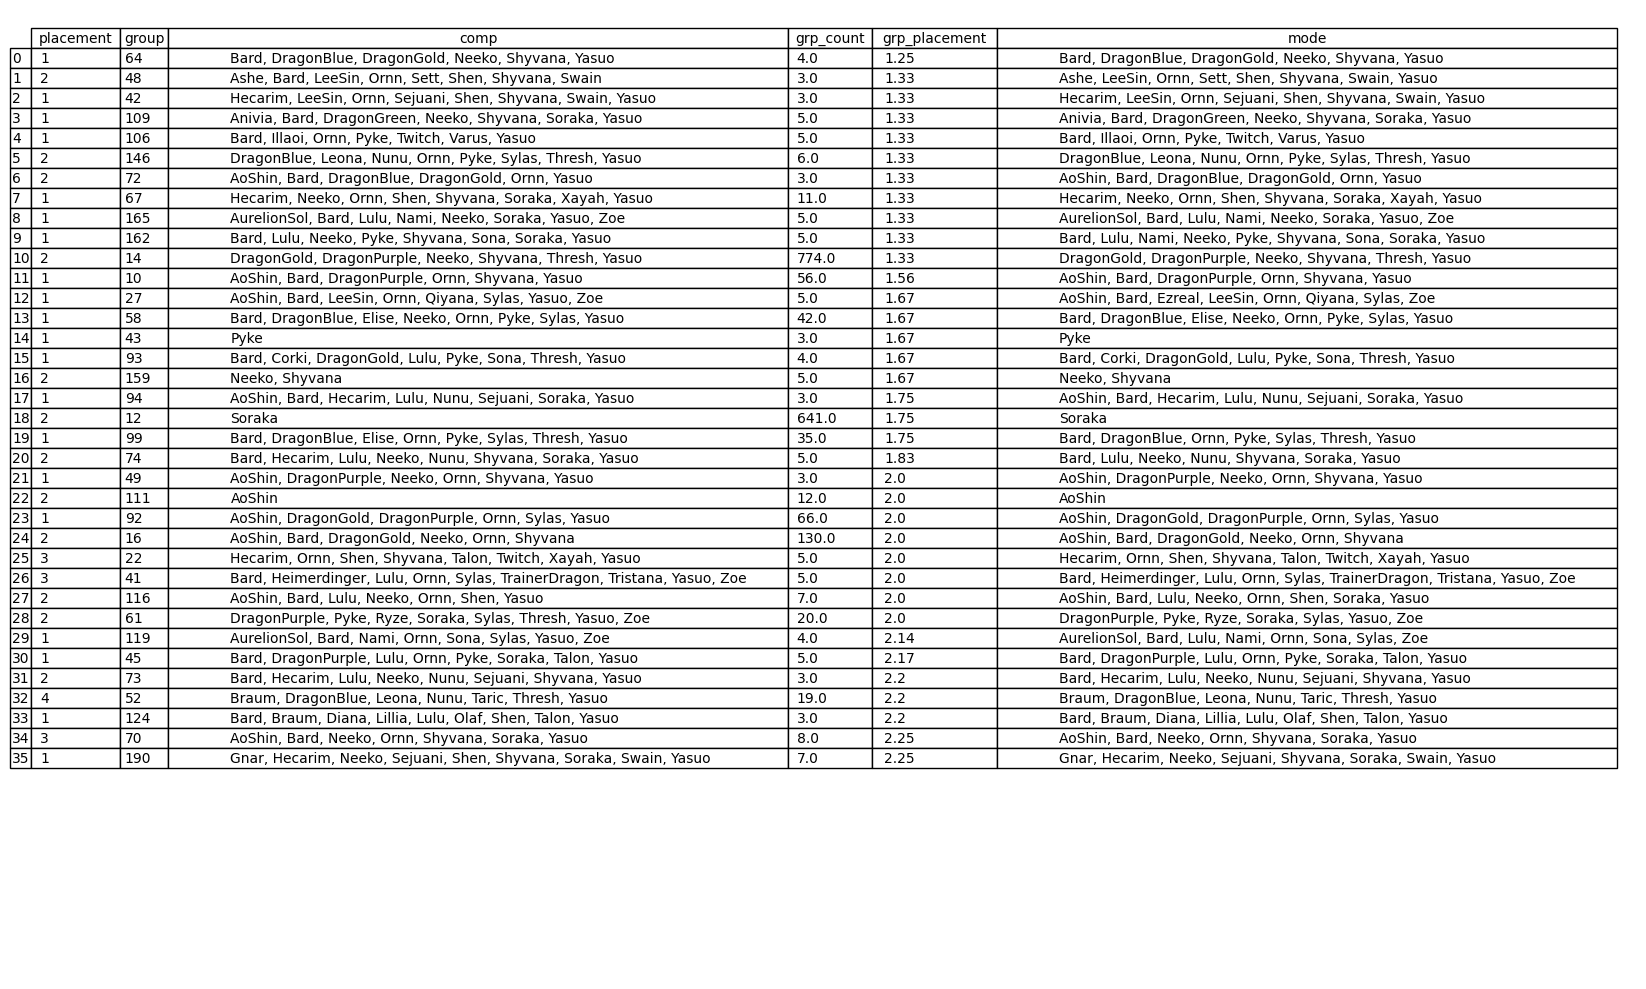 placement group comp grp_count grp_placement mode
0 1 64 Bard, DragonBlue, DragonGold, Neeko, Shyvana, Yasuo 4.0 1.25 Bard, DragonBlue, DragonGold, Neeko, Shyvana, Yasuo
1 2 48 Ashe, Bard, LeeSin, Ornn, Sett, Shen, Shyvana, Swain 3.0 1.33 Ashe, LeeSin, Ornn, Sett, Shen, Shyvana, Swain, Yasuo
2 1 42 Hecarim, LeeSin, Ornn, Sejuani, Shen, Shyvana, Swain, Yasuo 3.0 1.33 Hecarim, LeeSin, Ornn, Sejuani, Shen, Shyvana, Swain, Yasuo
3 1 109 Anivia, Bard, DragonGreen, Neeko, Shyvana, Soraka, Yasuo 5.0 1.33 Anivia, Bard, DragonGreen, Neeko, Shyvana, Soraka, Yasuo
4 1 106 Bard, Illaoi, Ornn, Pyke, Twitch, Varus, Yasuo 5.0 1.33 Bard, Illaoi, Ornn, Pyke, Twitch, Varus, Yasuo
5 2 146 DragonBlue, Leona, Nunu, Ornn, Pyke, Sylas, Thresh, Yasuo 6.0 1.33 DragonBlue, Leona, Nunu, Ornn, Pyke, Sylas, Thresh, Yasuo
6 2 72 AoShin, Bard, DragonBlue, DragonGold, Ornn, Yasuo 3.0 1.33 AoShin, Bard, DragonBlue, DragonGold, Ornn, Yasuo
7 1 67 Hecarim, Neeko, Ornn, Shen, Shyvana, Soraka, Xayah, Yasuo 11.0 1.33 Hecarim, Neeko, Ornn, Shen, Shyvana, Soraka, Xayah, Yasuo
8 1 165 AurelionSol, Bard, Lulu, Nami, Neeko, Soraka, Yasuo, Zoe 5.0 1.33 AurelionSol, Bard, Lulu, Nami, Neeko, Soraka, Yasuo, Zoe
9 1 162 Bard, Lulu, Neeko, Pyke, Shyvana, Sona, Soraka, Yasuo 5.0 1.33 Bard, Lulu, Nami, Neeko, Pyke, Shyvana, Sona, Soraka, Yasuo
10 2 14 DragonGold, DragonPurple, Neeko, Shyvana, Thresh, Yasuo 774.0 1.33 DragonGold, DragonPurple, Neeko, Shyvana, Thresh, Yasuo
11 1 10 AoShin, Bard, DragonPurple, Ornn, Shyvana, Yasuo 56.0 1.56 AoShin, Bard, DragonPurple, Ornn, Shyvana, Yasuo
12 1 27 AoShin, Bard, LeeSin, Ornn, Qiyana, Sylas, Yasuo, Zoe 5.0 1.67 AoShin, Bard, Ezreal, LeeSin, Ornn, Qiyana, Sylas, Zoe
13 1 58 Bard, DragonBlue, Elise, Neeko, Ornn, Pyke, Sylas, Yasuo 42.0 1.67 Bard, DragonBlue, Elise, Neeko, Ornn, Pyke, Sylas, Yasuo
14 1 43 Pyke 3.0 1.67 Pyke
15 1 93 Bard, Corki, DragonGold, Lulu, Pyke, Sona, Thresh, Yasuo 4.0 1.67 Bard, Corki, DragonGold, Lulu, Pyke, Sona, Thresh, Yasuo
16 2 159 Neeko, Shyvana 5.0 1.67 Neeko, Shyvana
17 1 94 AoShin, Bard, Hecarim, Lulu, Nunu, Sejuani, Soraka, Yasuo 3.0 1.75 AoShin, Bard, Hecarim, Lulu, Nunu, Sejuani, Soraka, Yasuo
18 2 12 Soraka 641.0 1.75 Soraka
19 1 99 Bard, DragonBlue, Elise, Ornn, Pyke, Sylas, Thresh, Yasuo 35.0 1.75 Bard, DragonBlue, Ornn, Pyke, Sylas, Thresh, Yasuo
20 2 74 Bard, Hecarim, Lulu, Neeko, Nunu, Shyvana, Soraka, Yasuo 5.0 1.83 Bard, Lulu, Neeko, Nunu, Shyvana, Soraka, Yasuo
21 1 49 AoShin, DragonPurple, Neeko, Ornn, Shyvana, Yasuo 3.0 2.0 AoShin, DragonPurple, Neeko, Ornn, Shyvana, Yasuo
22 2 111 AoShin 12.0 2.0 AoShin
23 1 92 AoShin, DragonGold, DragonPurple, Ornn, Sylas, Yasuo 66.0 2.0 AoShin, DragonGold, DragonPurple, Ornn, Sylas, Yasuo
24 2 16 AoShin, Bard, DragonGold, Neeko, Ornn, Shyvana 130.0 2.0 AoShin, Bard, DragonGold, Neeko, Ornn, Shyvana
25 3 22 Hecarim, Ornn, Shen, Shyvana, Talon, Twitch, Xayah, Yasuo 5.0 2.0 Hecarim, Ornn, Shen, Shyvana, Talon, Twitch, Xayah, Yasuo
26 3 41 Bard, Heimerdinger, Lulu, Ornn, Sylas, TrainerDragon, Tristana, Yasuo, Zoe 5.0 2.0 Bard, Heimerdinger, Lulu, Ornn, Sylas, TrainerDragon, Tristana, Yasuo, Zoe
27 2 116 AoShin, Bard, Lulu, Neeko, Ornn, Shen, Yasuo 7.0 2.0 AoShin, Bard, Lulu, Neeko, Ornn, Shen, Soraka, Yasuo
28 2 61 DragonPurple, Pyke, Ryze, Soraka, Sylas, Thresh, Yasuo, Zoe 20.0 2.0 DragonPurple, Pyke, Ryze, Soraka, Sylas, Yasuo, Zoe
29 1 119 AurelionSol, Bard, Nami, Ornn, Sona, Sylas, Yasuo, Zoe 4.0 2.14 AurelionSol, Bard, Lulu, Nami, Ornn, Sona, Sylas, Zoe
30 1 45 Bard, DragonPurple, Lulu, Ornn, Pyke, Soraka, Talon, Yasuo 5.0 2.17 Bard, DragonPurple, Lulu, Ornn, Pyke, Soraka, Talon, Yasuo
31 2 73 Bard, Hecarim, Lulu, Neeko, Nunu, Sejuani, Shyvana, Yasuo 3.0 2.2 Bard, Hecarim, Lulu, Neeko, Nunu, Sejuani, Shyvana, Yasuo
32 4 52 Braum, DragonBlue, Leona, Nunu, Taric, Thresh, Yasuo 19.0 2.2 Braum, DragonBlue, Leona, Nunu, Taric, Thresh, Yasuo
33 1 124 Bard, Braum, Diana, Lillia, Lulu, Olaf, Shen, Talon, Yasuo 3.0 2.2 Bard, Braum, Diana, Lillia, Lulu, Olaf, Shen, Talon, Yasuo
34 3 70 AoShin, Bard, Neeko, Ornn, Shyvana, Soraka, Yasuo 8.0 2.25 AoShin, Bard, Neeko, Ornn, Shyvana, Soraka, Yasuo
35 1 190 Gnar, Hecarim, Neeko, Sejuani, Shen, Shyvana, Soraka, Swain, Yasuo 7.0 2.25 Gnar, Hecarim, Neeko, Sejuani, Shyvana, Soraka, Swain, Yasuo